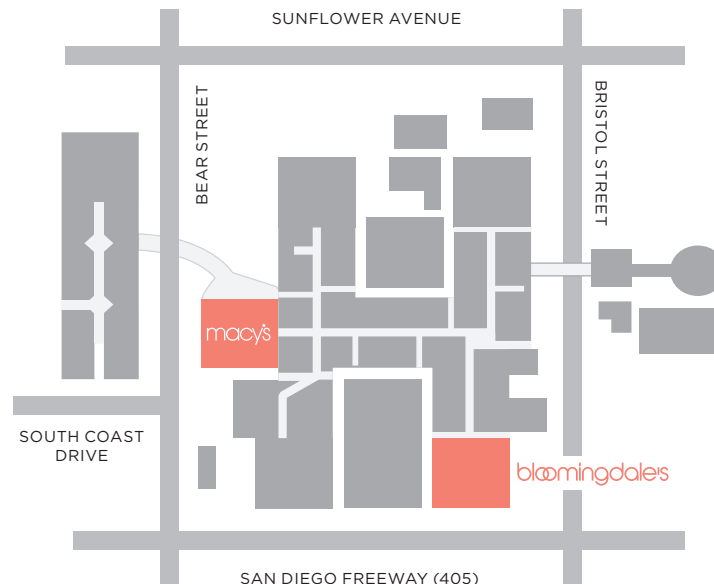 SUNFLOWER AVENUE
BEAR STREET
BRISTOL STREET
macy's
SOUTH COAST
DRIVE
bloomingdale's
SAN DIEGO FREEWAY (405)